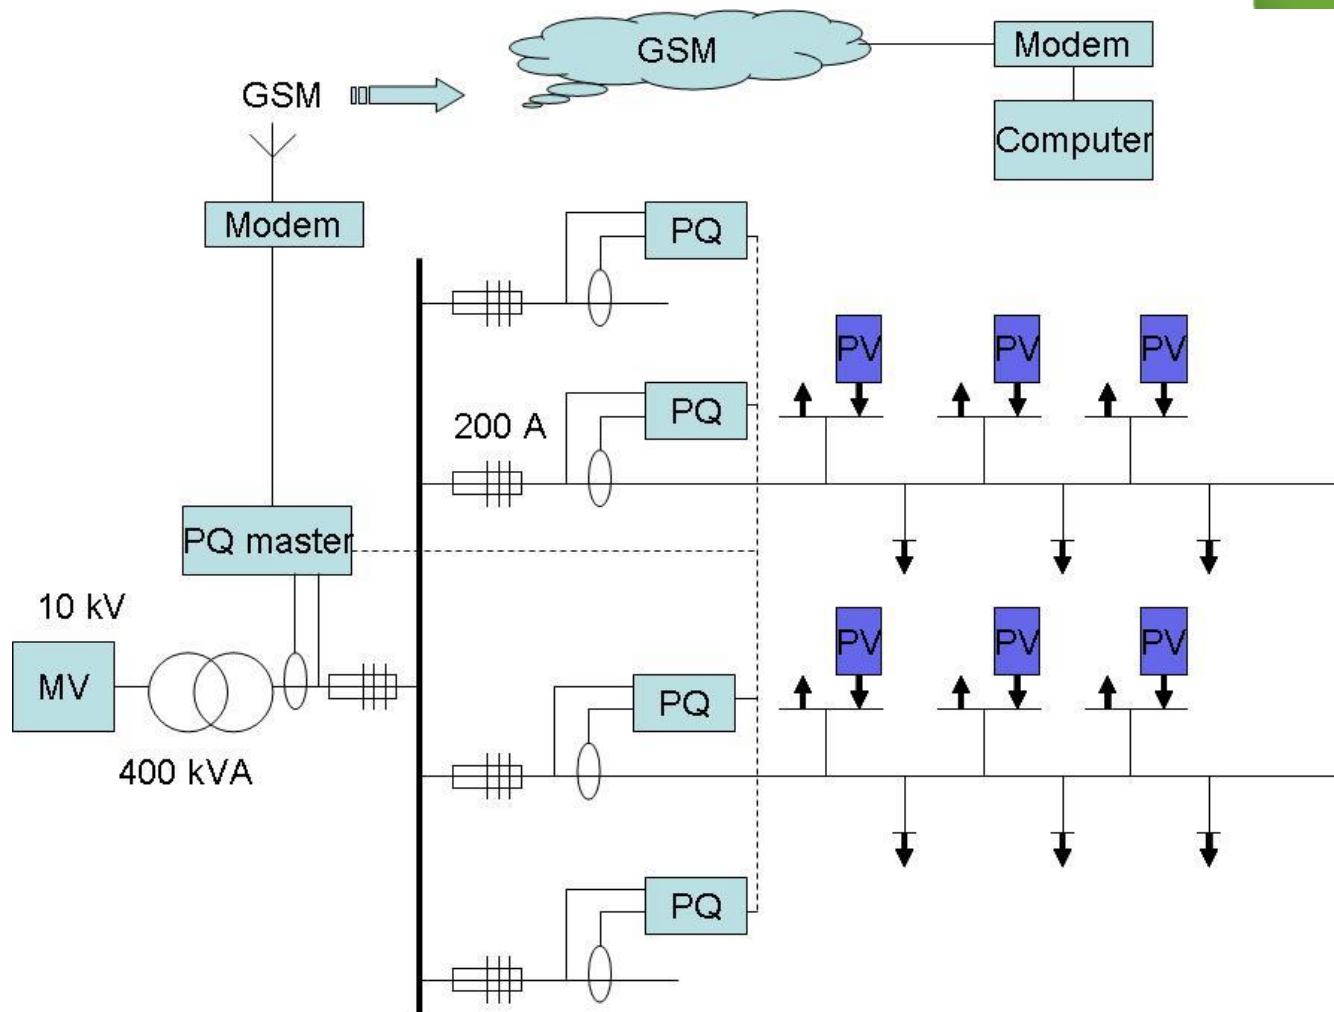 GSM
Modem
GSM
Computer
Modem
PQ
PV PV PV
PQ
200 A
PQ master
10 kV
PV PV PV
MV
PQ
400 kVA
PQ